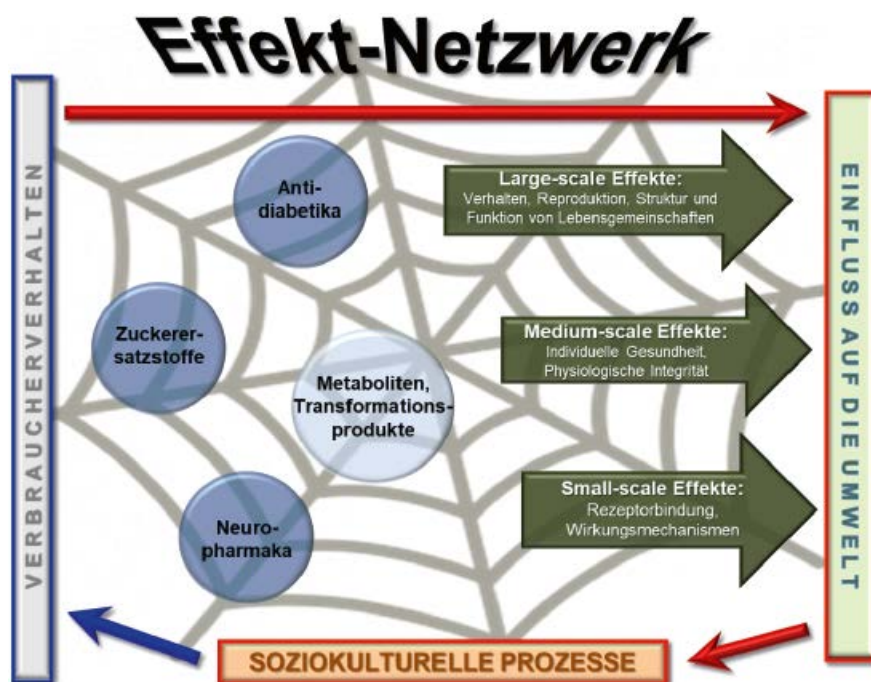 Effekt-Netzwerk
VERBRAUCHERVERHALTEN
Anti-
diabetika
Zuckerer-
satzstoffe
Metaboliten,
Transformations-
produkte
Neuro-
pharmaka
Large-scale Effekte:
Verhalten, Reproduktion, Struktur und
Funktion von Lebensgemeinschaften
Medium-scale Effekte:
Individuelle Gesundheit,
Physiologische Integrität
Small-scale Effekte:
Rezeptorbindung,
Wirkungsmechanismen
EINFLUSS AUF DIE UMWELT
SOZIOKULTURELLE PROZESSE